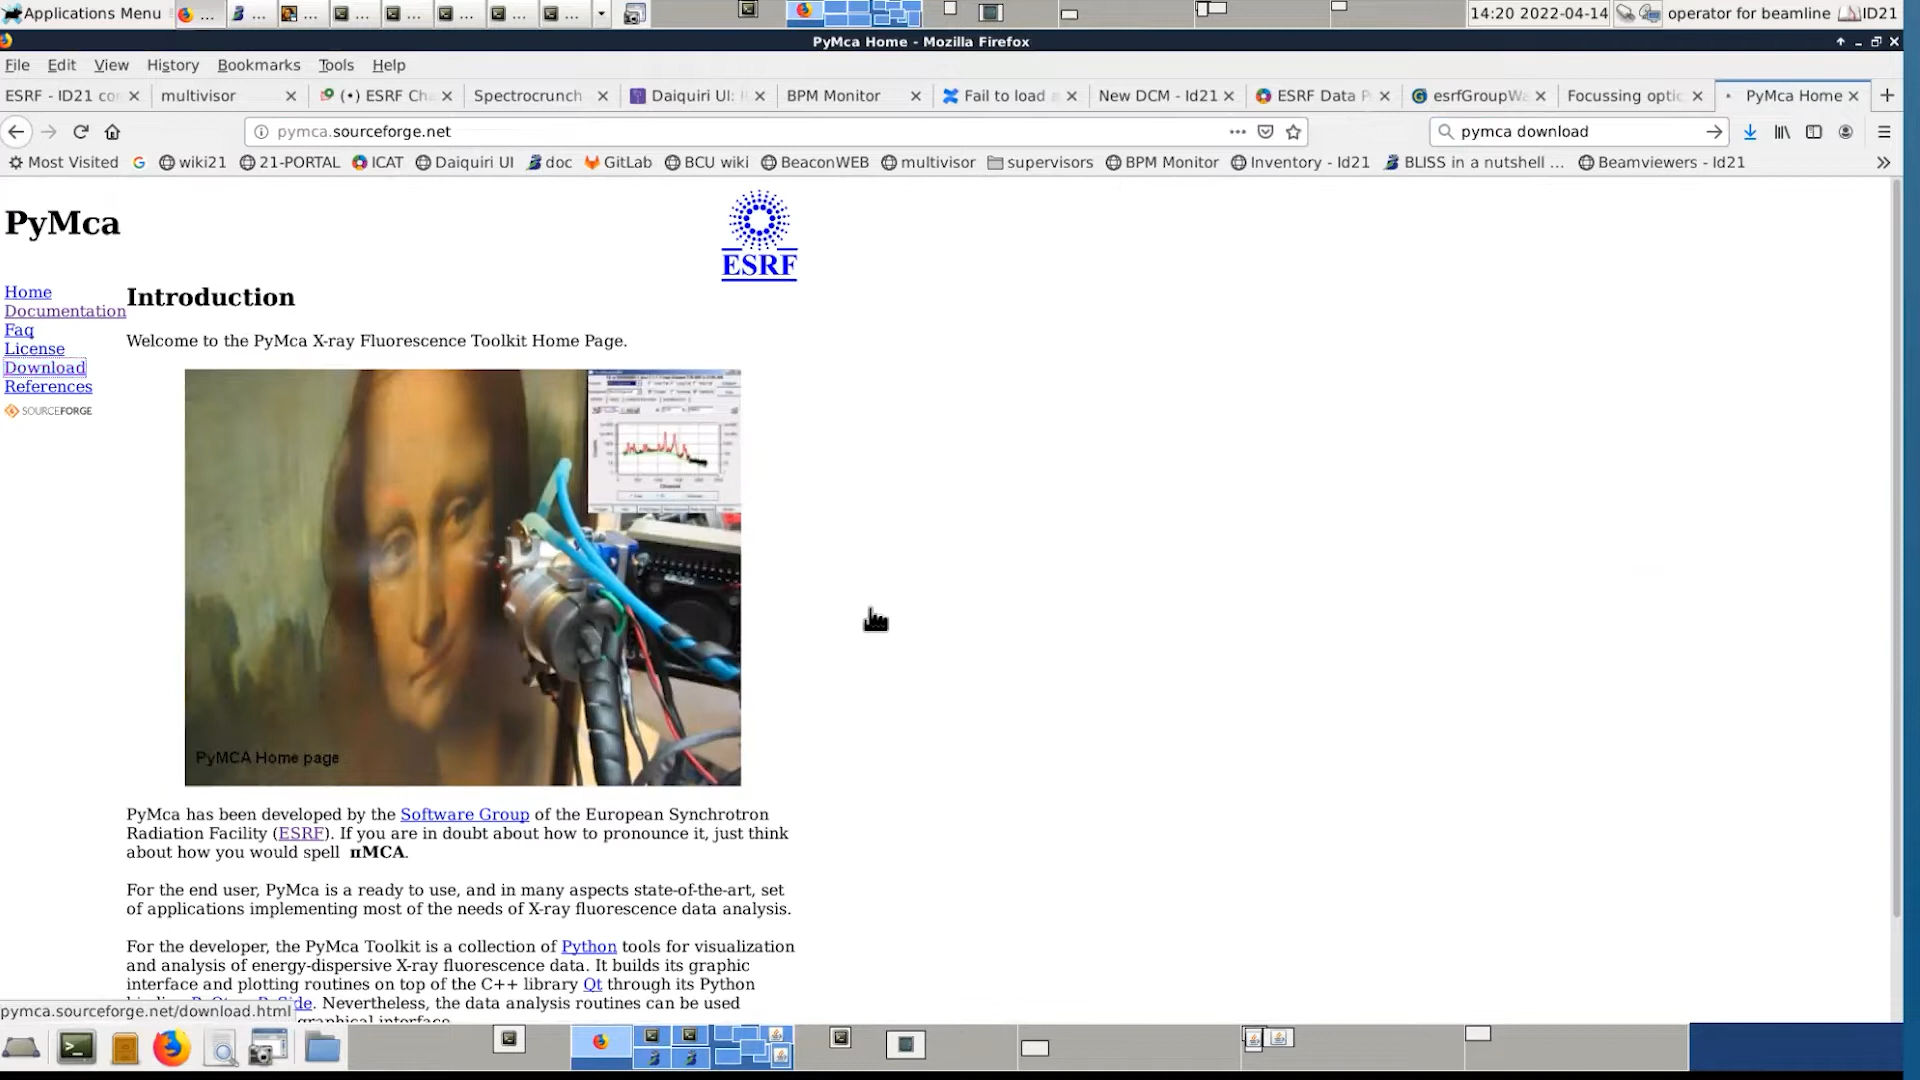 Applications Menu
...
...
...
...
...
...
...
...
14:20 2022-04-14
operator for beamline
ID21
PyMca Home - Mozilla Firefox
File Edit View History Bookmarks Tools Help
ESRF - ID21 co
multivisor
(•) ESRF Ch
Spectrocrunch
Daiquiri UI:
BPM Monitor
Fail to load
New DCM - Id21
ESRF Data P
esrfGroupWa
Focussing optic
PyMca Home
pymca.sourceforge.net
pymca download
Most Visited
wiki21
21-PORTAL
ICAT
Daiquiri UI
doc
GitLab
BCU wiki
BeaconWEB
multivisor
supervisors
BPM Monitor
Inventory - Id21
BLISS in a nutshell ...
Beamviewers - Id21
PyMca
ESRF
Home
Documentation
Faq
License
Download
References
SOURCEFORGE
Introduction
Welcome to the PyMca X-ray Fluorescence Toolkit Home Page.
PyMCA Home page
PyMca has been developed by the Software Group of the European Synchrotron
Radiation Facility (ESRF). If you are in doubt about how to pronounce it, just think
about how you would spell πMCA.
For the end user, PyMca is a ready to use, and in many aspects state-of-the-art, set
of applications implementing most of the needs of X-ray fluorescence data analysis.
For the developer, the PyMca Toolkit is a collection of Python tools for visualization
and analysis of energy-dispersive X-ray fluorescence data. It builds its graphic
interface and plotting routines on top of the C++ library Qt through its Python
Nevertheless, the data analysis routines can be used
graphical interface.
pymca.sourceforge.net/download.html